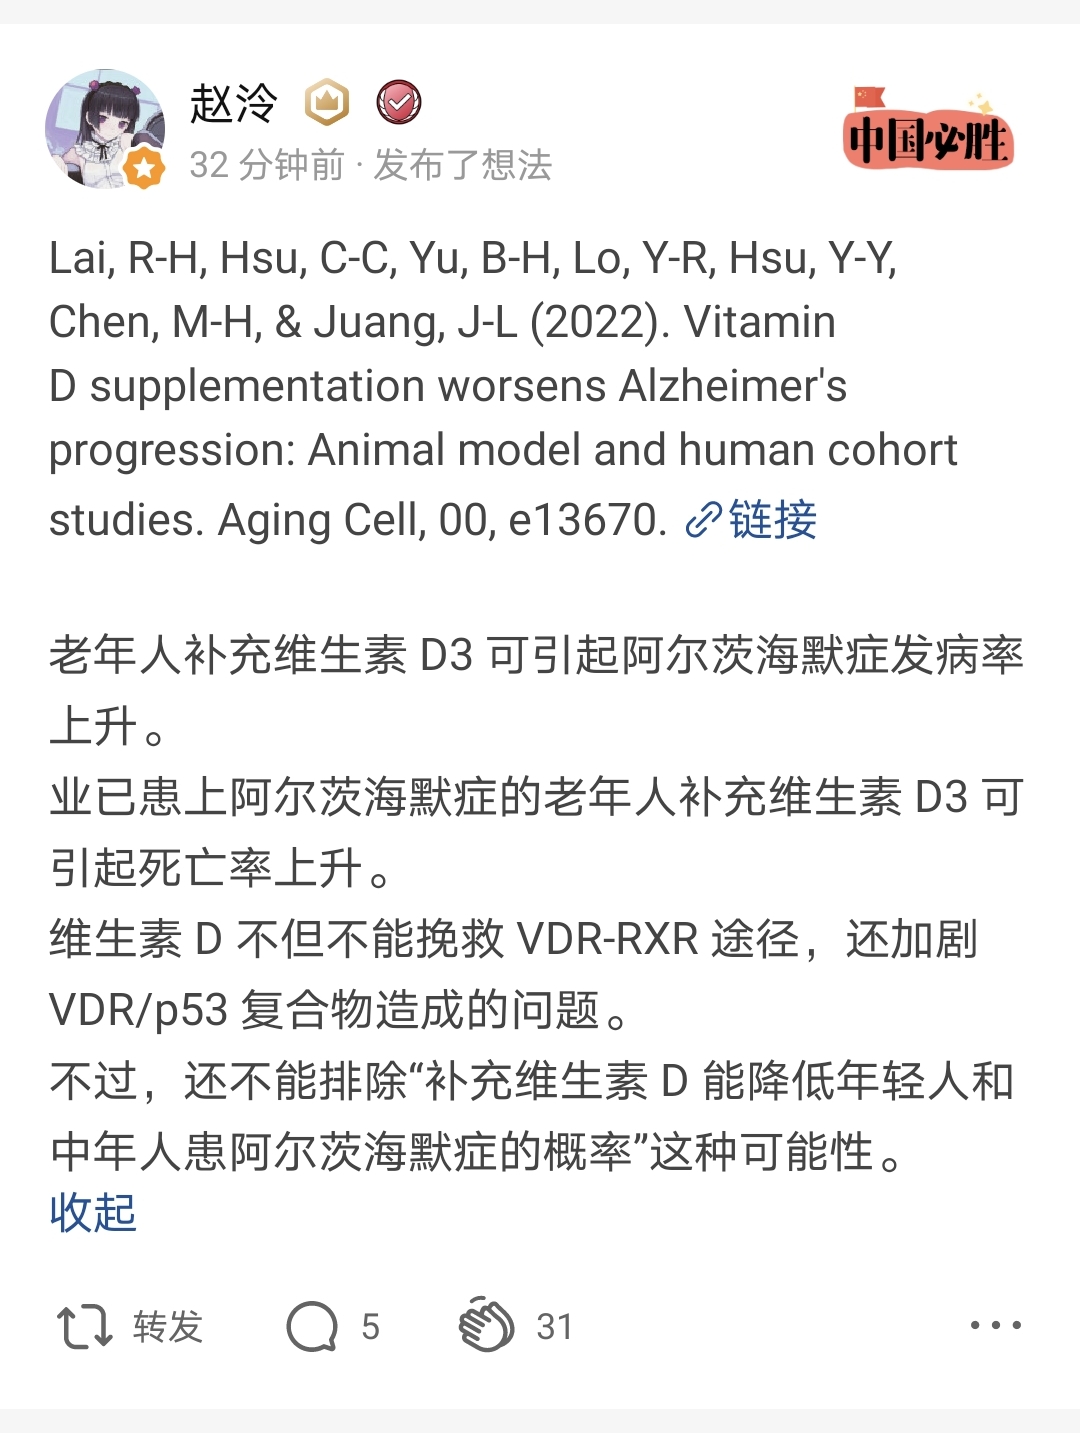 赵泠
32 分钟前 · 发布了想法
中国必胜
Lai, R-H, Hsu, C-C, Yu, B-H, Lo, Y-R, Hsu, Y-Y,
Chen, M-H, & Juang, J-L (2022). Vitamin
D supplementation worsens Alzheimer's
progression: Animal model and human cohort
studies. Aging Cell, 00, e13670. 链接
老年人补充维生素 D3 可引起阿尔茨海默症发病率
上升。
业已患上阿尔茨海默症的老年人补充维生素 D3 可
引起死亡率上升。
维生素 D 不但不能挽救 VDR-RXR 途径，还加剧
VDR/p53 复合物造成的问题。
不过，还不能排除“补充维生素 D 能降低年轻人和
中年人患阿尔茨海默症的概率”这种可能性。
收起
转发 5 31